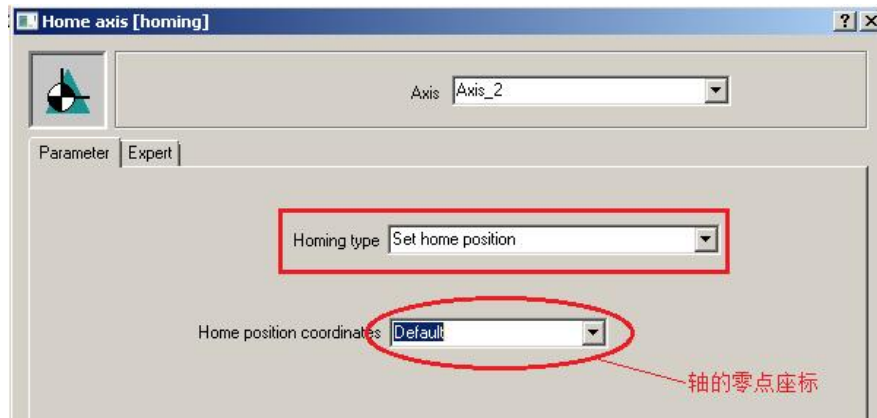 Home axis [homing]
Axis Axis_2
Parameter Expert
Homing type Set home position
Home position coordinates Default
轴的零点座标